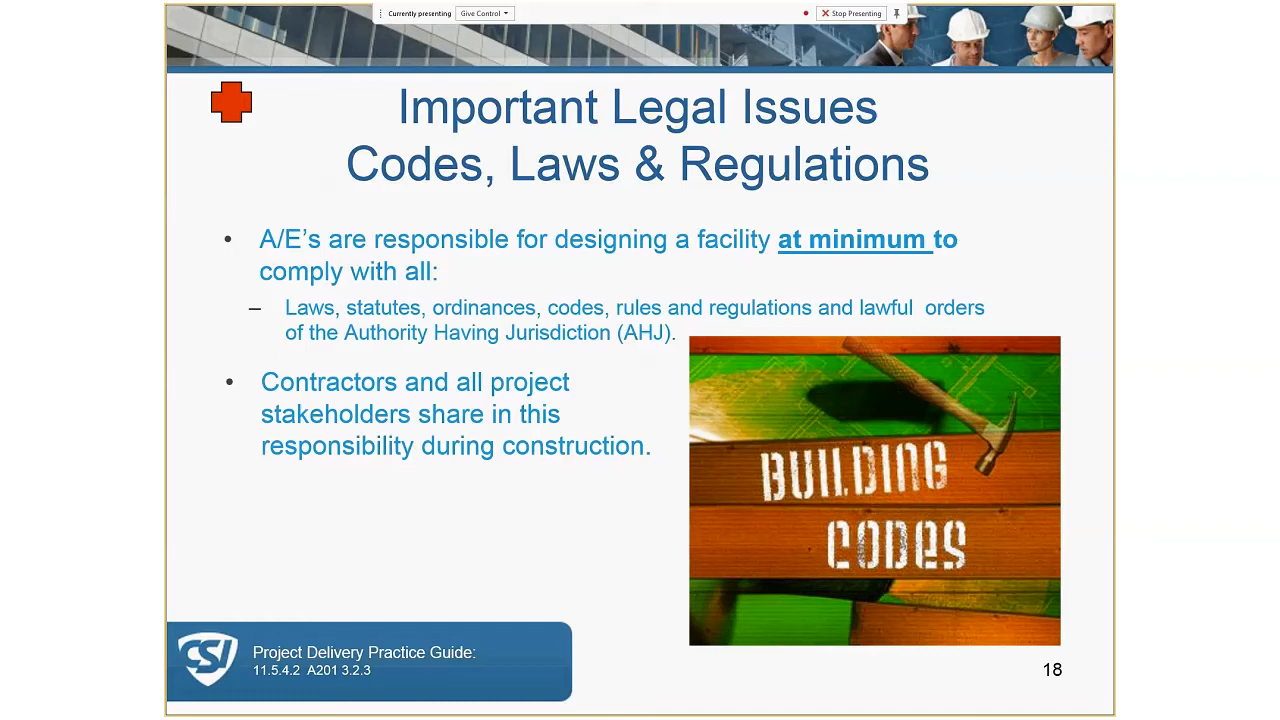 Currently presenting Give Control Stop Presenting
Important Legal Issues
Codes, Laws & Regulations
• A/E’s are responsible for designing a facility at minimum to
comply with all:
– Laws, statutes, ordinances, codes, rules and regulations and lawful orders
of the Authority Having Jurisdiction (AHJ).
• Contractors and all project
stakeholders share in this
responsibility during construction.
BUILDING
CODES
CSI
Project Delivery Practice Guide:
11.5.4.2 A201 3.2.3
18